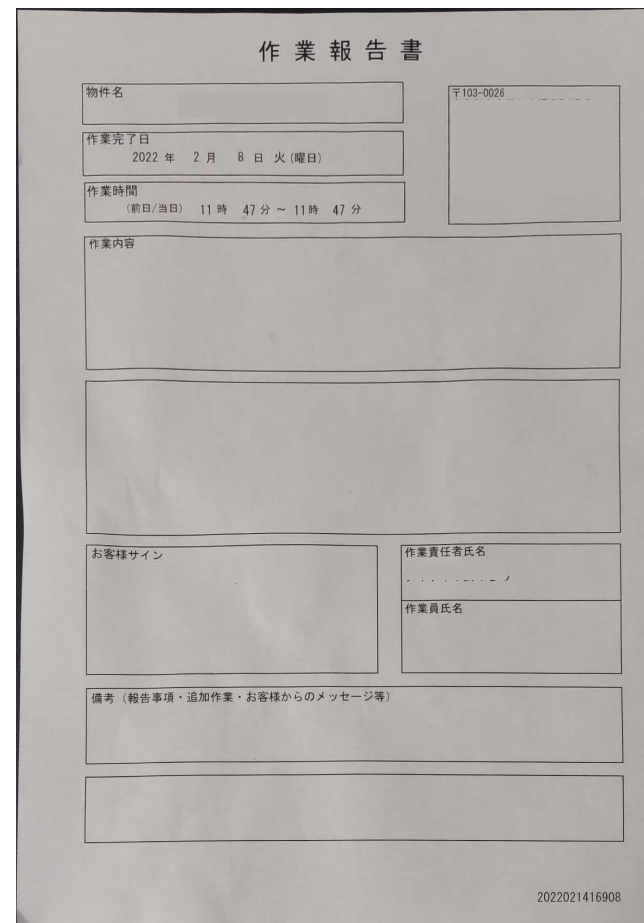 作業報告書
物件名
〒103-0026
作業完了日
2022 年 2 月 8 日 火 (曜日)
作業時間
(前日/当日) 11 時 47 分 ~ 11 時 47 分
作業内容
お客様サイン
作業責任者氏名
作業員氏名
備考 (報告事項・追加作業・お客様からのメッセージ等)
2022021416908